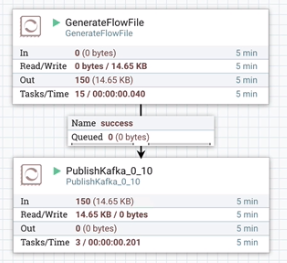 GenerateFlowFile
GenerateFlowFile
In 0 (0 bytes) 5 min
Read/Write 0 bytes / 14.65 KB 5 min
Out 150 (14.65 KB) 5 min
Tasks/Time 15 / 00:00:00.040 5 min
Name success
Queued 0 (0 bytes)
PublishKafka_0_10
PublishKafka_0_10
In 150 (14.65 KB) 5 min
Read/Write 14.65 KB / 0 bytes 5 min
Out 0 (0 bytes) 5 min
Tasks/Time 3 / 00:00:00.201 5 min